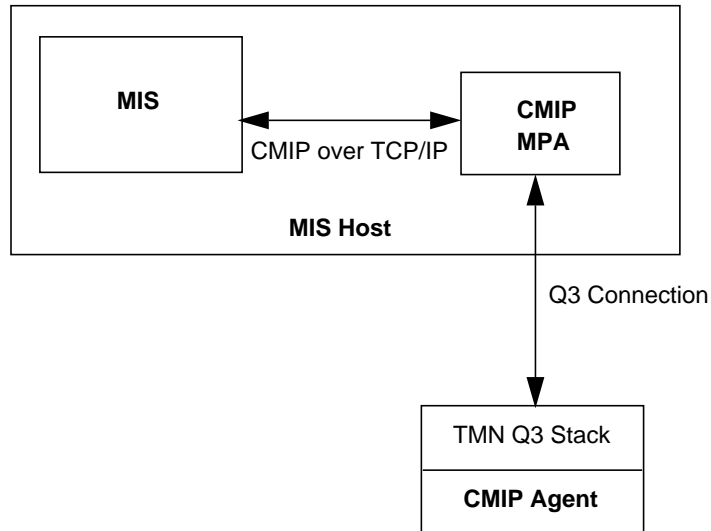 MIS
CMIP
MPA
CMIP over TCP/IP
MIS Host
Q3 Connection
TMN Q3 Stack
CMIP Agent